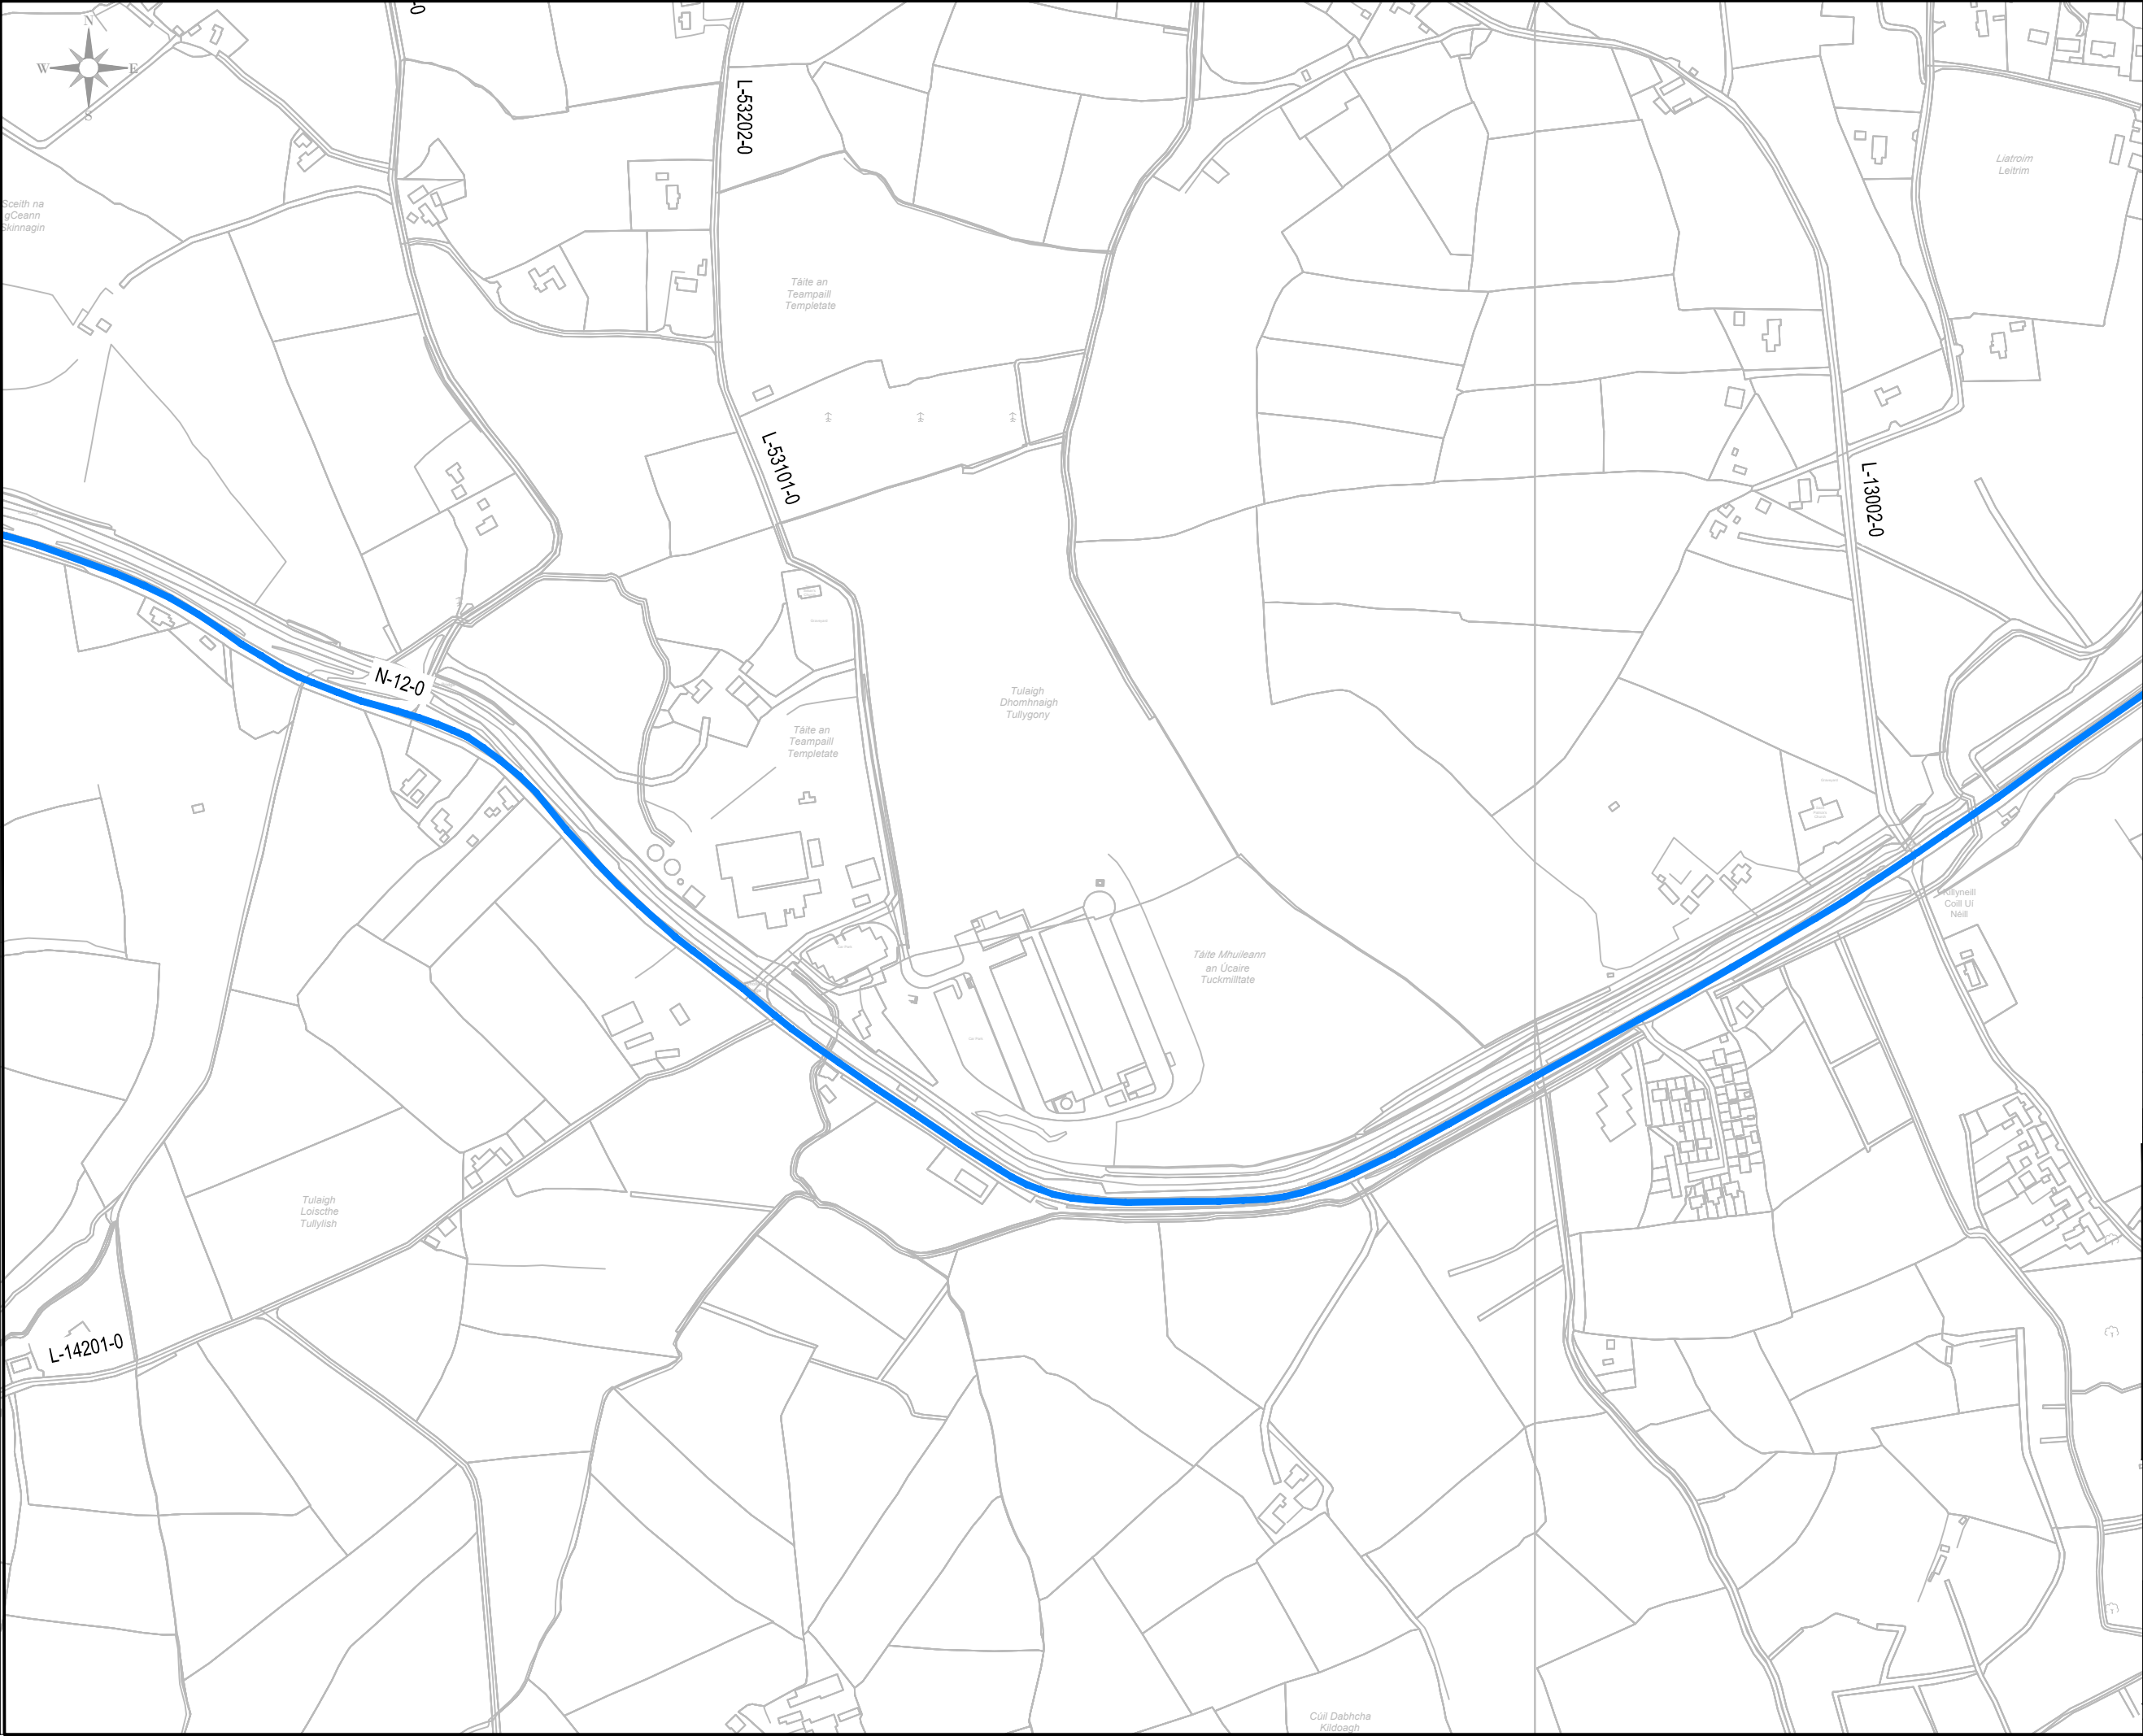 N
W
E
S
-0
L-53202-0
Liatroim
Leitrim
Sceith na
gCeann
Skinnagin
Táite an
Teampaill
Templetate
L-53101-0
L-13002-0
N-12-0
Tulaigh
Dhomhnaigh
Tullygony
Táite an
Teampaill
Templetate
Táite Mhuileann
an Úcaire
Tuckmilltate
Coill Uí
Néill
Tulaigh
Loiscthe
Tullylish
L-14201-0
Cúil Dabhcha
Kildoagh